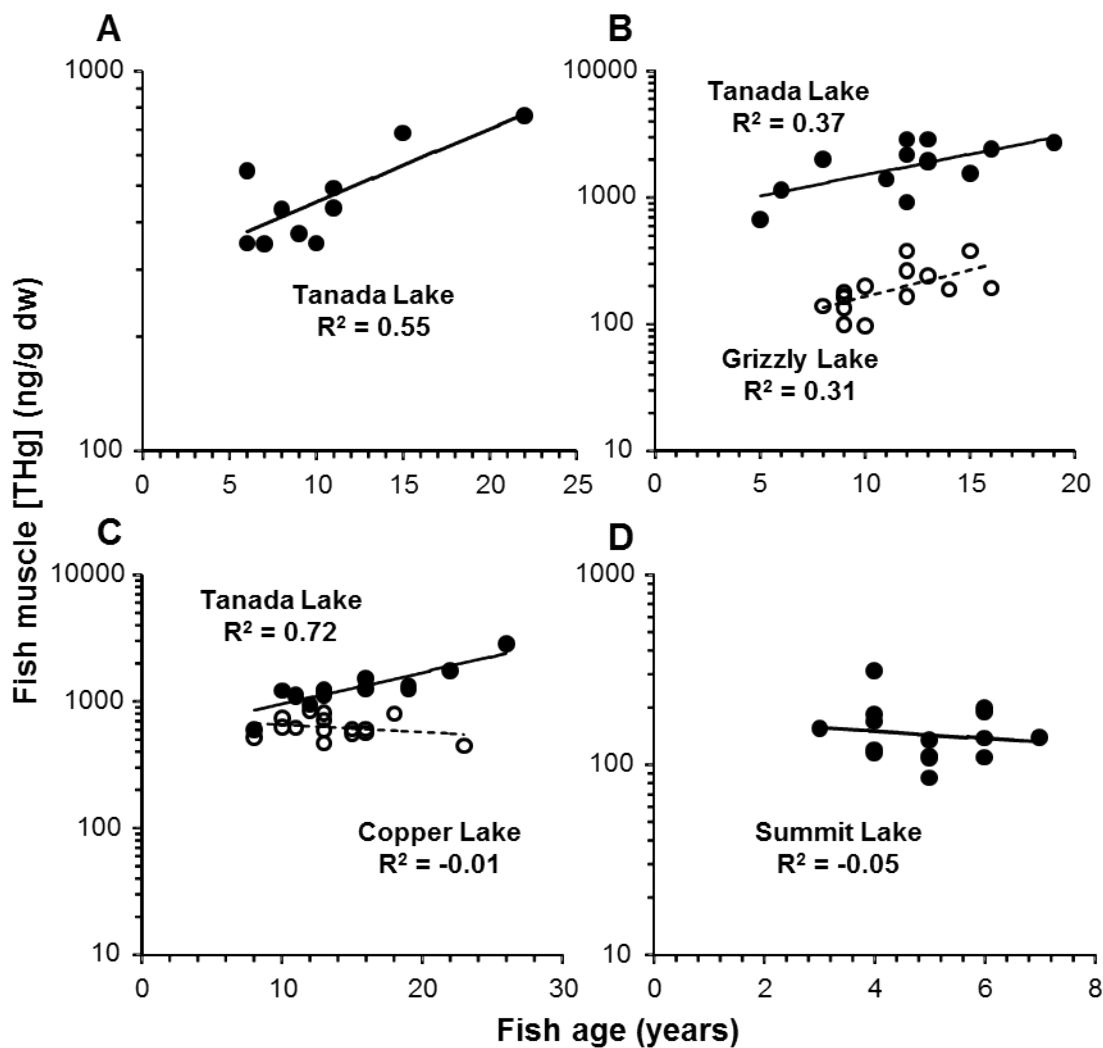 A
1000
100
0 5 10 15 20 25
Tanada Lake
R² = 0.55
B
10000
1000
100
10
0 5 10 15 20
Tanada Lake
R² = 0.37
Grizzly Lake
R² = 0.31
Fish muscle [THg] (ng/g dw)
C
10000
1000
100
10
0 10 20 30
Tanada Lake
R² = 0.72
Copper Lake
R² = -0.01
D
1000
100
10
0 2 4 6 8
Summit Lake
R² = -0.05
Fish age (years)